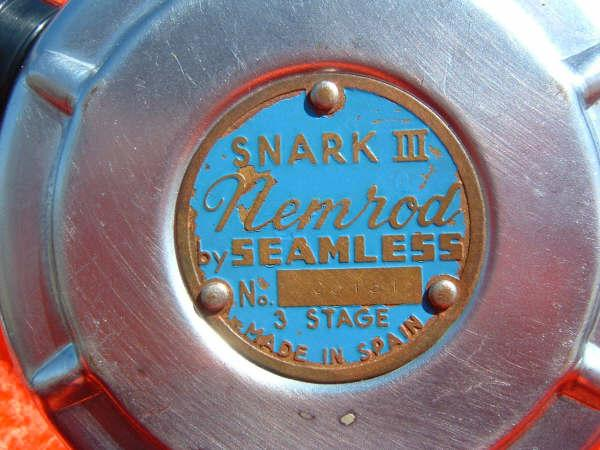 SNARK III
Nemrod
by SEAMLESS
No.
3 STAGE
MADE IN SPAIN